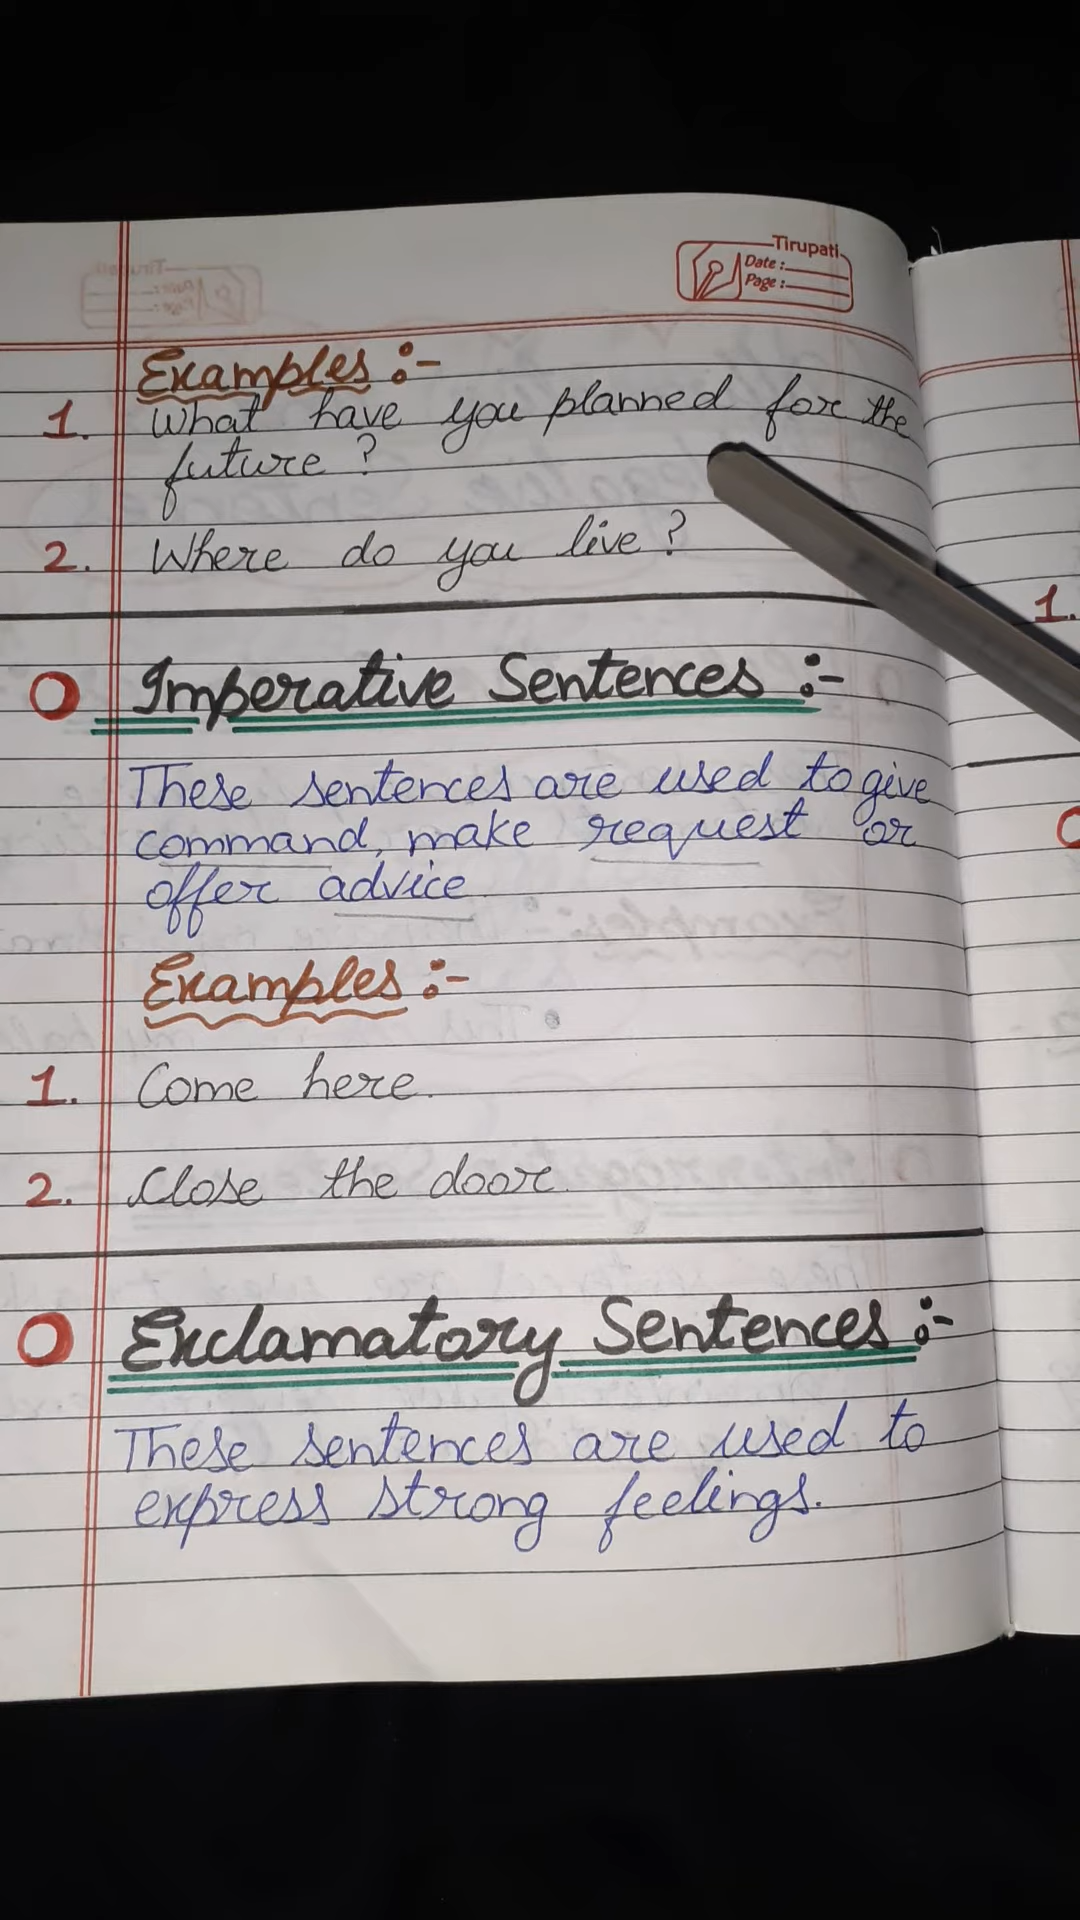 Tirupati
Date :
Page :
Examples :-
1. What have you planned for the
future ?
2. Where do you live ?
1.
Imperative Sentences :-
These sentences are used to give
command, make request or
offer advice
Examples :-
1. Come here.
2. Close the door.
Exclamatory Sentences :-
These sentences are used to
express strong feelings.